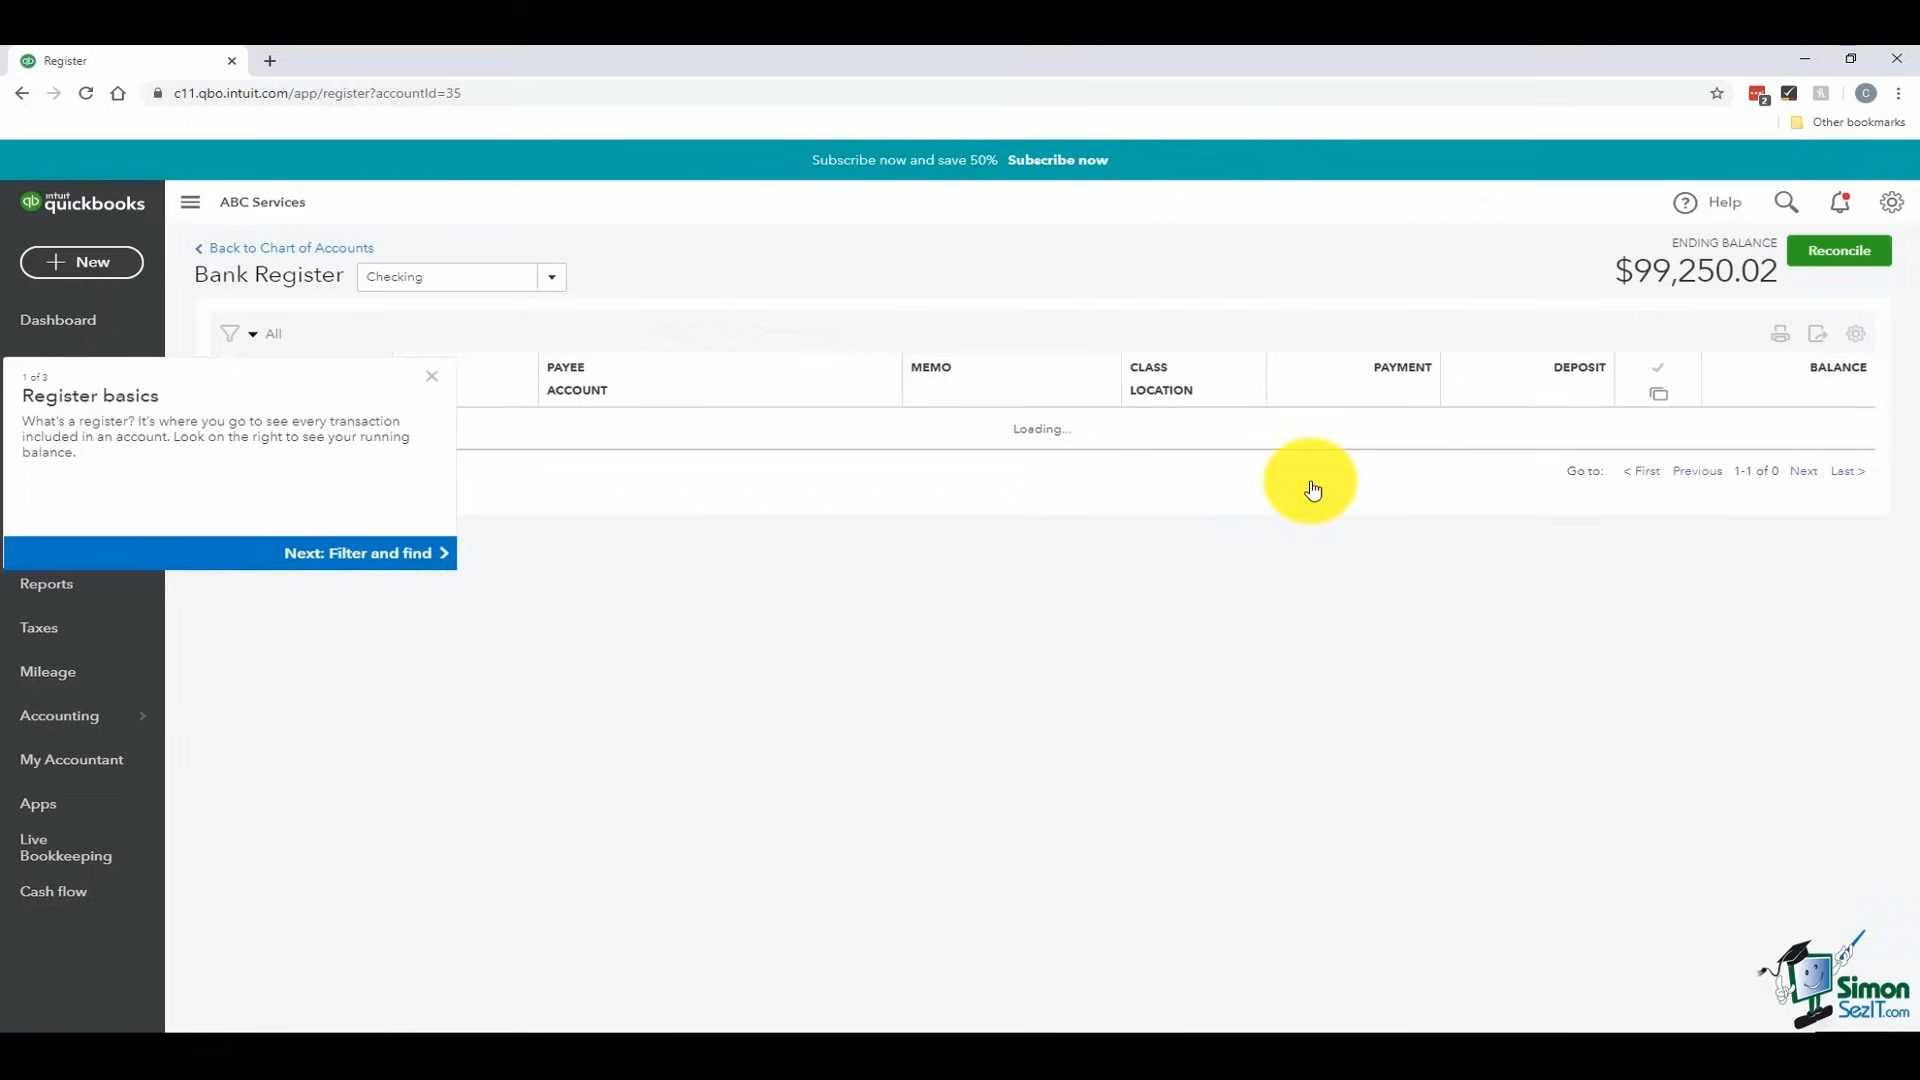 Register
c11.qbo.intuit.com/app/register?accountId=35
2
C
Other bookmarks
Subscribe now and save 50% Subscribe now
qb intuit quickbooks
ABC Services
Help
+ New
< Back to Chart of Accounts
Bank Register
Checking
ENDING BALANCE
$99,250.02
Reconcile
Dashboard
All
1 of 3
Register basics
What's a register? It's where you go to see every transaction
included in an account. Look on the right to see your running
balance.
Next: Filter and find >
PAYEE
ACCOUNT
MEMO
CLASS
LOCATION
PAYMENT
DEPOSIT
BALANCE
Loading...
Go to: < First Previous 1-1 of 0 Next Last >
Reports
Taxes
Mileage
Accounting >
My Accountant
Apps
Live
Bookkeeping
Cash flow
Simon
SezIT.com